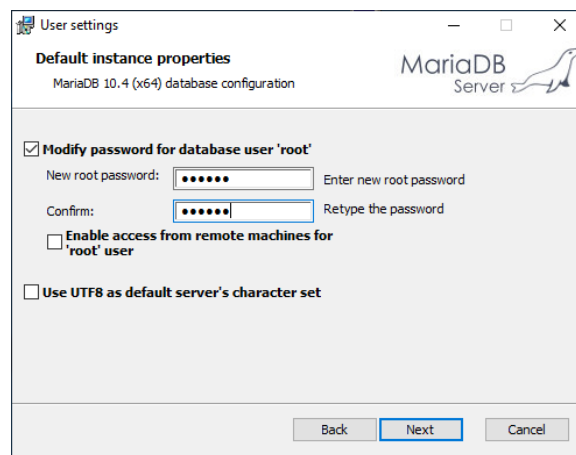 User settings
Default instance properties
MariaDB 10.4 (x64) database configuration
MariaDB
Server
Modify password for database user 'root'
New root password: ●●●●●● Enter new root password
Confirm: ●●●●●● Retype the password
Enable access from remote machines for
'root' user
Use UTF8 as default server's character set
Back Next Cancel